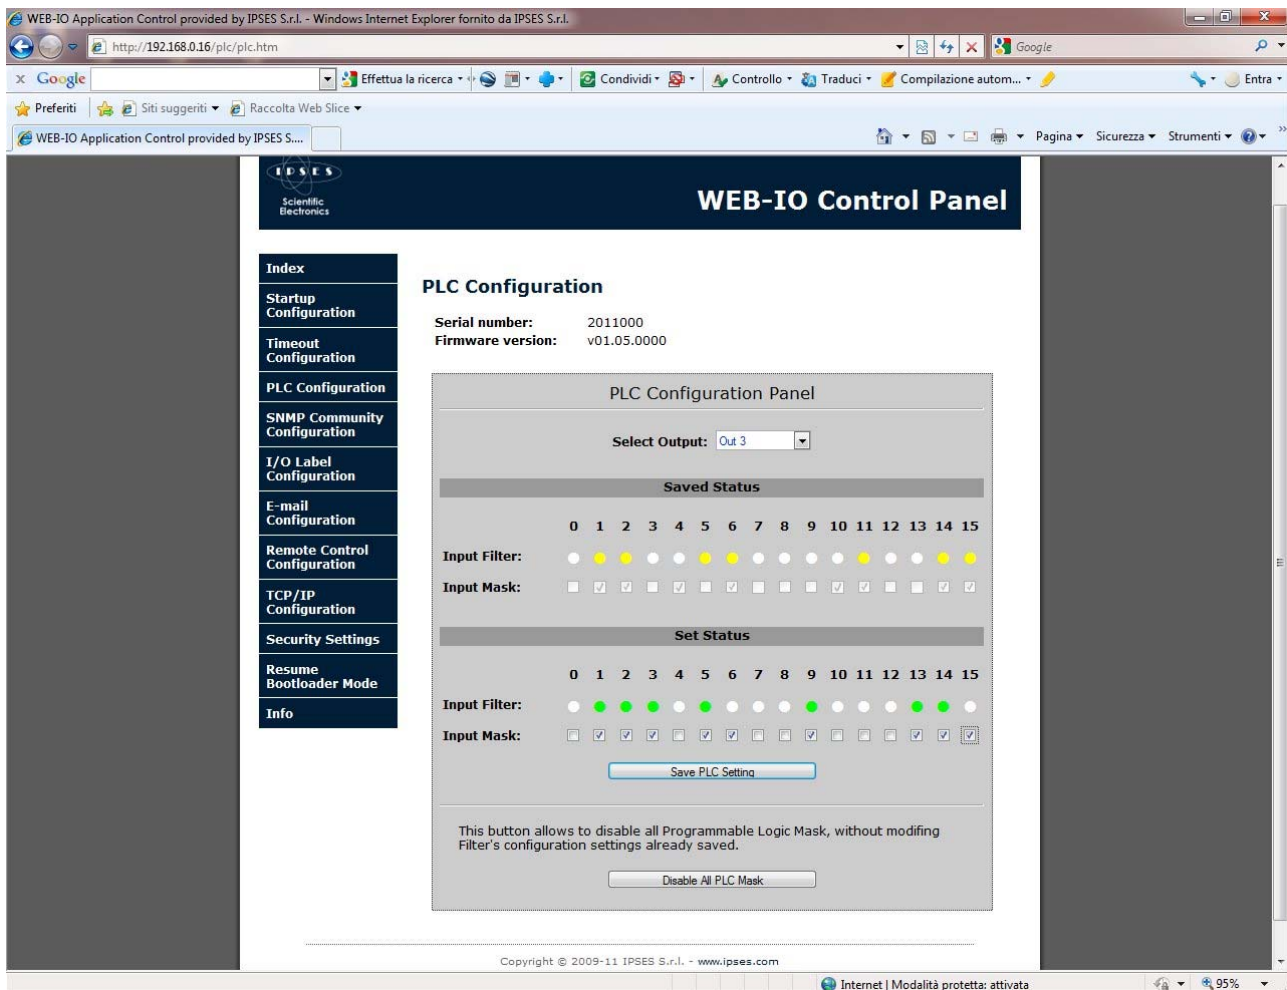 WEB-IO Application Control provided by IPSES S.r.l. - Windows Internet Explorer fornito da IPSES S.r.l.
http://192.168.0.16/plc/plc.htm
Google
x Google
Effettua la ricerca
Condividi
Controllo
Traduci
Compilazione autom...
Entra
Preferiti
Siti suggeriti
Raccolta Web Slice
WEB-IO Application Control provided by IPSES S....
Pagina
Sicurezza
Strumenti
IPSES
Scientific
Electronics
WEB-IO Control Panel
Index
Startup
Configuration
Timeout
Configuration
PLC Configuration
SNMP Community
Configuration
I/O Label
Configuration
E-mail
Configuration
Remote Control
Configuration
TCP/IP
Configuration
Security Settings
Resume
Bootloader Mode
Info
PLC Configuration
Serial number: 2011000
Firmware version: v01.05.0000
PLC Configuration Panel
Select Output: Out 3
Saved Status
0 1 2 3 4 5 6 7 8 9 10 11 12 13 14 15
Input Filter:
Input Mask:
Set Status
0 1 2 3 4 5 6 7 8 9 10 11 12 13 14 15
Input Filter:
Input Mask:
Save PLC Setting
This button allows to disable all Programmable Logic Mask, without modifing
Filter's configuration settings already saved.
Disable All PLC Mask
Copyright © 2009-11 IPSES S.r.l. - www.ipses.com
Internet | Modalità protetta: attivata
95%